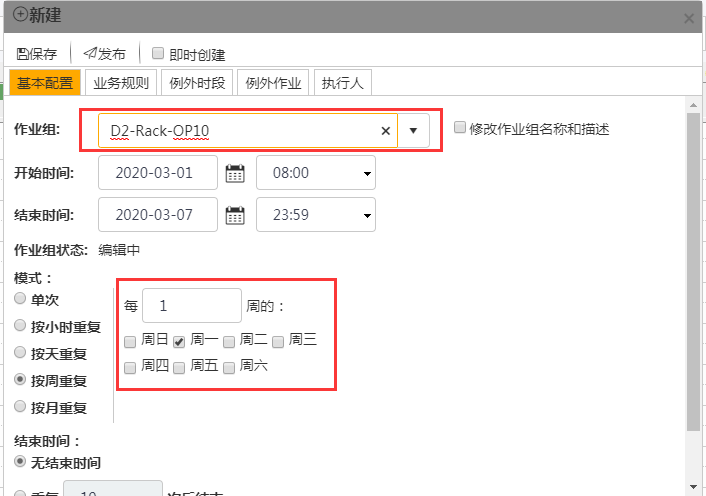 新建
保存 发布 即时创建
基本配置 业务规则 例外时段 例外作业 执行人
作业组: D2-Rack-OP10 修改作业组名称和描述
开始时间: 2020-03-01 08:00
结束时间: 2020-03-07 23:59
作业组状态: 编辑中
模式：
单次
按小时重复
按天重复
按周重复
按月重复
每 1 周的：
周日 周一 周二 周三
周四 周五 周六
结束时间：
无结束时间
重复 10 次后结束